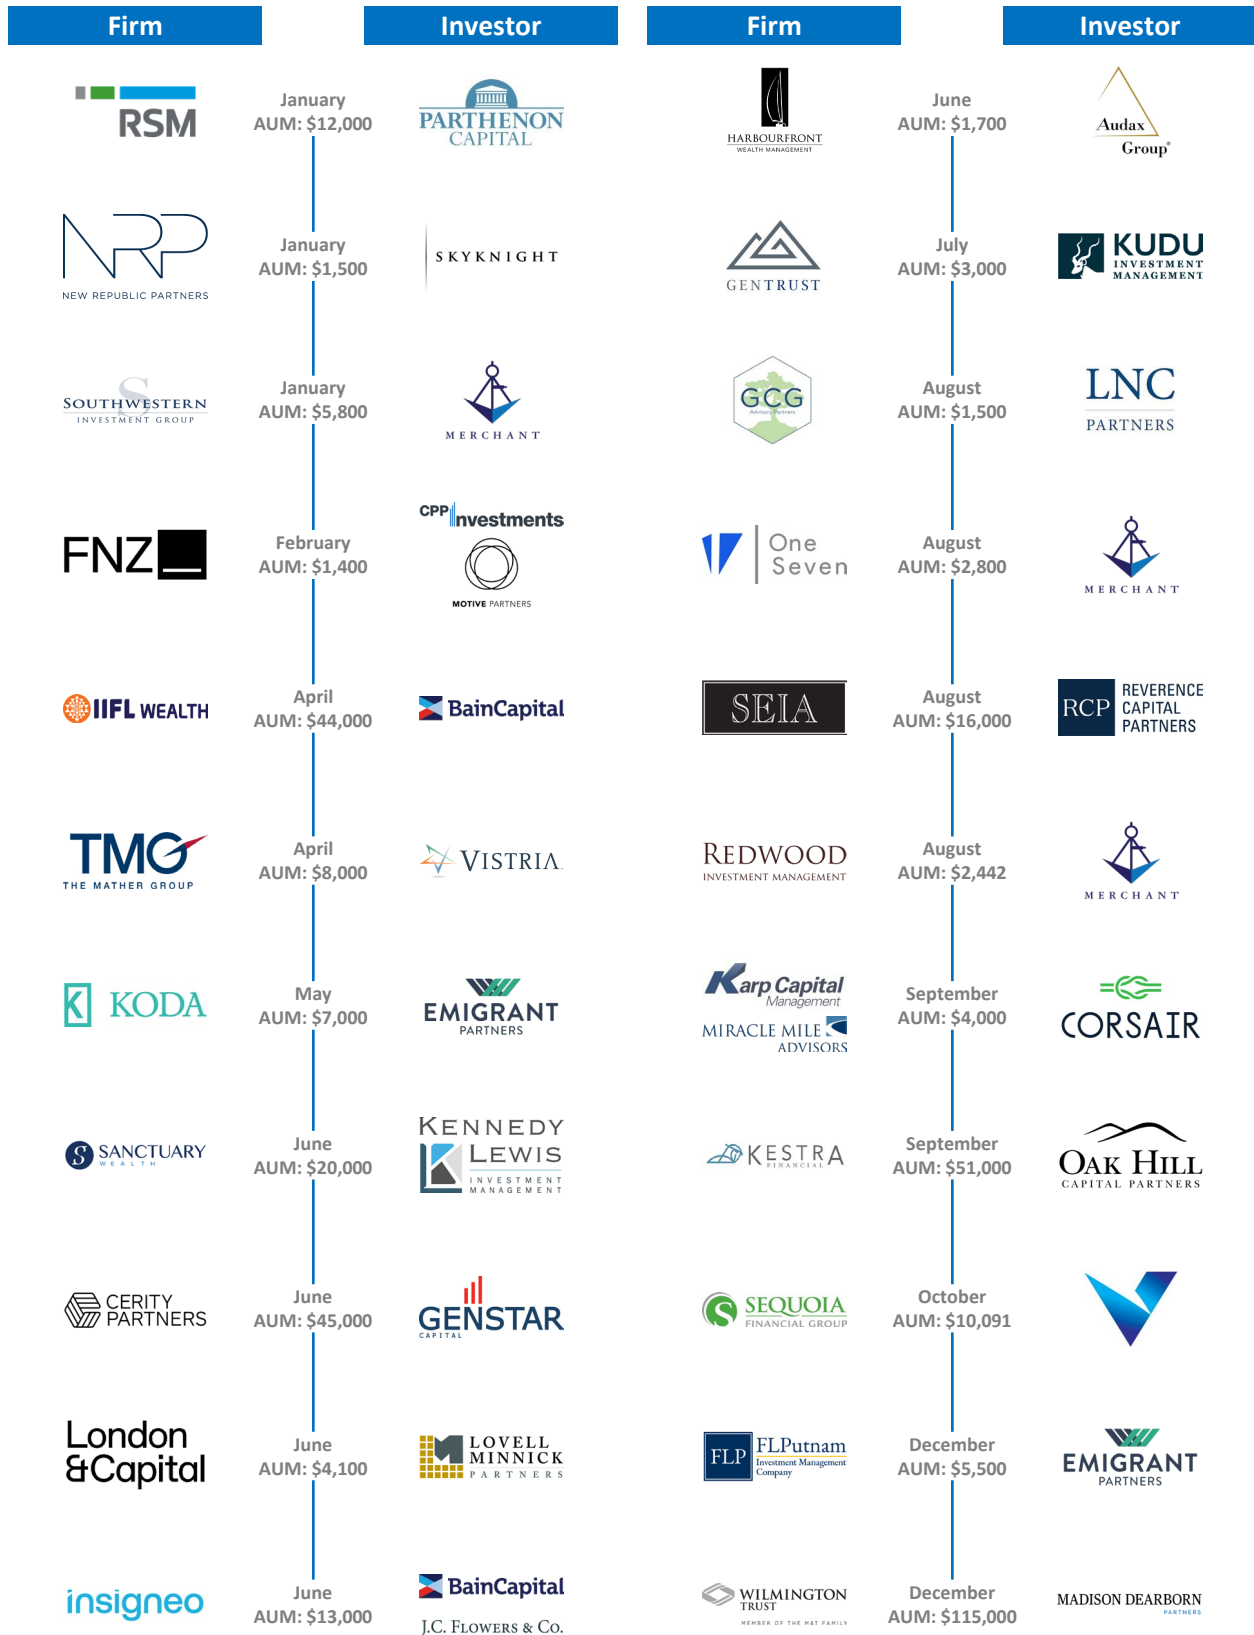 Firm
Investor
RSM
January
AUM: $12,000
PARTHENON
CAPITAL
NRP
NEW REPUBLIC PARTNERS
January
AUM: $1,500
SKYKNIGHT
S
SOUTHWESTERN
INVESTMENT GROUP
January
AUM: $5,800
MERCHANT
FNZ
February
AUM: $1,400
CPP Investments
MOTIVE PARTNERS
IIFL WEALTH
April
AUM: $44,000
BainCapital
TMG
THE MATHER GROUP
April
AUM: $8,000
VISTRIA
K KODA
May
AUM: $7,000
EMIGRANT
PARTNERS
S SANCTUARY
WEALTH
June
AUM: $20,000
KENNEDY
LEWIS
INVESTMENT
MANAGEMENT
CERITY
PARTNERS
June
AUM: $45,000
GENSTAR
CAPITAL
London
&Capital
June
AUM: $4,100
LOVELL
MINNICK
PARTNERS
insigneo
June
AUM: $13,000
BainCapital
J.C. FLOWERS & CO.
Firm
Investor
HARBOURFRONT
WEALTH MANAGEMENT
June
AUM: $1,700
Audax
Group®
GENTRUST
July
AUM: $3,000
KUDU
INVESTMENT
MANAGEMENT
GCG
Advisory Partners
August
AUM: $1,500
LNC
PARTNERS
One
Seven
August
AUM: $2,800
MERCHANT
SEIA
August
AUM: $16,000
RCP
REVERENCE
CAPITAL
PARTNERS
REDWOOD
INVESTMENT MANAGEMENT
August
AUM: $2,442
MERCHANT
Karp Capital
Management
MIRACLE MILE
ADVISORS
September
AUM: $4,000
CORSAIR
KESTRA
FINANCIAL
September
AUM: $51,000
OAK HILL
CAPITAL PARTNERS
S SEQUOIA
FINANCIAL GROUP
October
AUM: $10,091
FLP
FLPutnam
Investment Management
Company
December
AUM: $5,500
EMIGRANT
PARTNERS
WILMINGTON
TRUST
MEMBER OF THE M&T FAMILY
December
AUM: $115,000
MADISON DEARBORN
PARTNERS